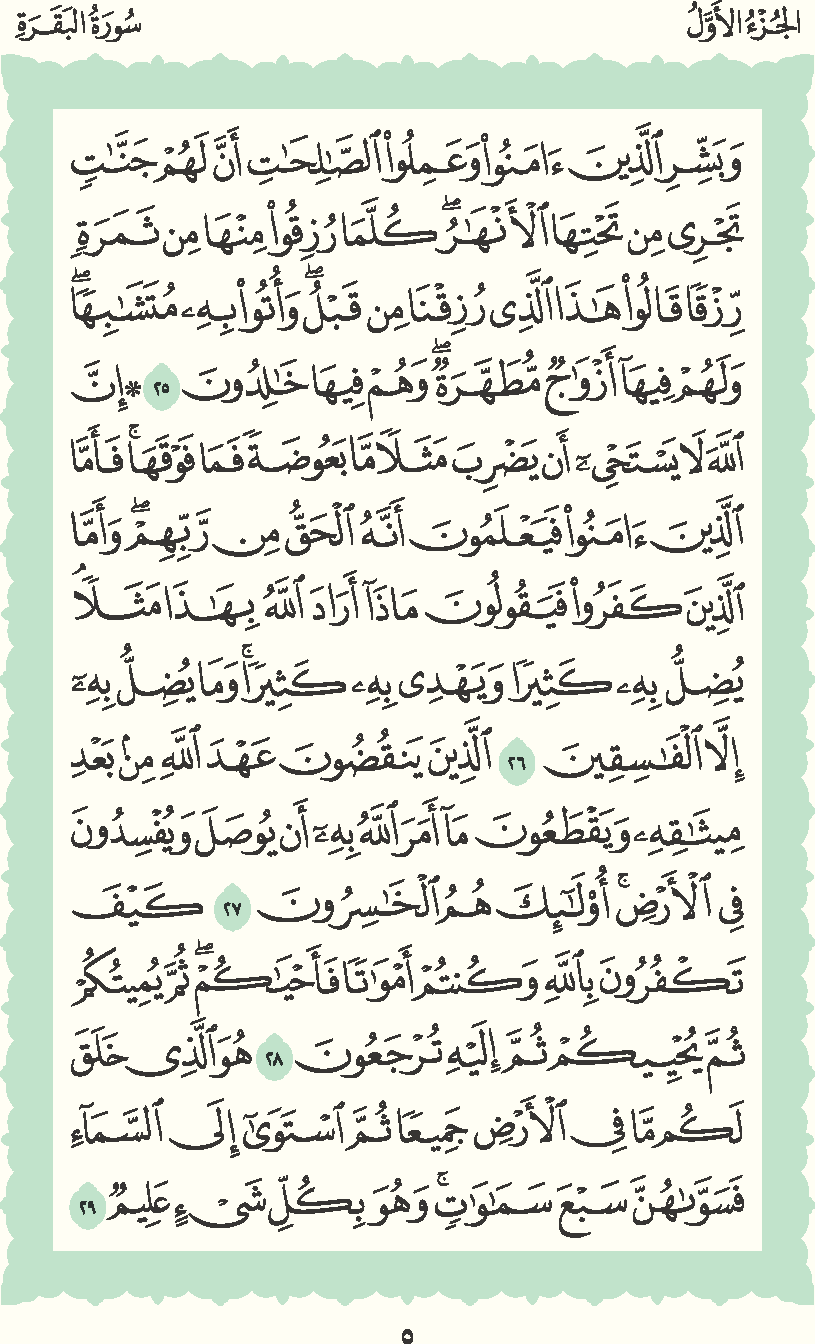 الجُزْءُ الأَوَّلُ
سُورَةُ البَقَرَةِ
وَبَشِّرِ ٱلَّذِينَ ءَامَنُواْ وَعَمِلُواْ ٱلصَّٰلِحَٰتِ أَنَّ لَهُمْ جَنَّٰتٖ
تَجْرِي مِن تَحْتِهَا ٱلْأَنْهَٰرُۖ كُلَّمَا رُزِقُواْ مِنْهَا مِن ثَمَرَةٖ
رِّزْقٗا قَالُواْ هَٰذَا ٱلَّذِي رُزِقْنَا مِن قَبْلُۖ وَأُتُواْ بِهِۦ مُتَشَٰبِهٗاۖ
وَلَهُمْ فِيهَآ أَزْوَٰجٞ مُّطَهَّرَةٞۖ وَهُمْ فِيهَا خَٰلِدُونَ ٢٥ * إِنَّ
ٱللَّهَ لَا يَسْتَحْيِۦٓ أَن يَضْرِبَ مَثَلٗا مَّا بَعُوضَةٗ فَمَا فَوْقَهَاۚ فَأَمَّا
ٱلَّذِينَ ءَامَنُواْ فَيَعْلَمُونَ أَنَّهُ ٱلْحَقُّ مِن رَّبِّهِمْۖ وَأَمَّا
ٱلَّذِينَ كَفَرُواْ فَيَقُولُونَ مَاذَآ أَرَادَ ٱللَّهُ بِهَٰذَا مَثَلٗاۘ
يُضِلُّ بِهِۦ كَثِيرٗا وَيَهْدِي بِهِۦ كَثِيرٗاۚ وَمَا يُضِلُّ بِهِۦٓ
إِلَّا ٱلْفَٰسِقِينَ ٢٦ ٱلَّذِينَ يَنقُضُونَ عَهْدَ ٱللَّهِ مِنۢ بَعْدِ
مِيثَٰقِهِۦ وَيَقْطَعُونَ مَآ أَمَرَ ٱللَّهُ بِهِۦٓ أَن يُوصَلَ وَيُفْسِدُونَ
فِي ٱلْأَرْضِۚ أُوْلَٰٓئِكَ هُمُ ٱلْخَٰسِرُونَ ٢٧ كَيْفَ
تَكْفُرُونَ بِٱللَّهِ وَكُنتُمْ أَمْوَٰتٗا فَأَحْيَٰكُمْۖ ثُمَّ يُمِيتُكُمْ
ثُمَّ يُحْيِيكُمْ ثُمَّ إِلَيْهِ تُرْجَعُونَ ٢٨ هُوَ ٱلَّذِي خَلَقَ
لَكُم مَّا فِي ٱلْأَرْضِ جَمِيعٗا ثُمَّ ٱسْتَوَىٰٓ إِلَى ٱلسَّمَآءِ
فَسَوَّىٰهُنَّ سَبْعَ سَمَٰوَٰتٖۚ وَهُوَ بِكُلِّ شَيْءٍ عَلِيمٞ ٢٩
٥